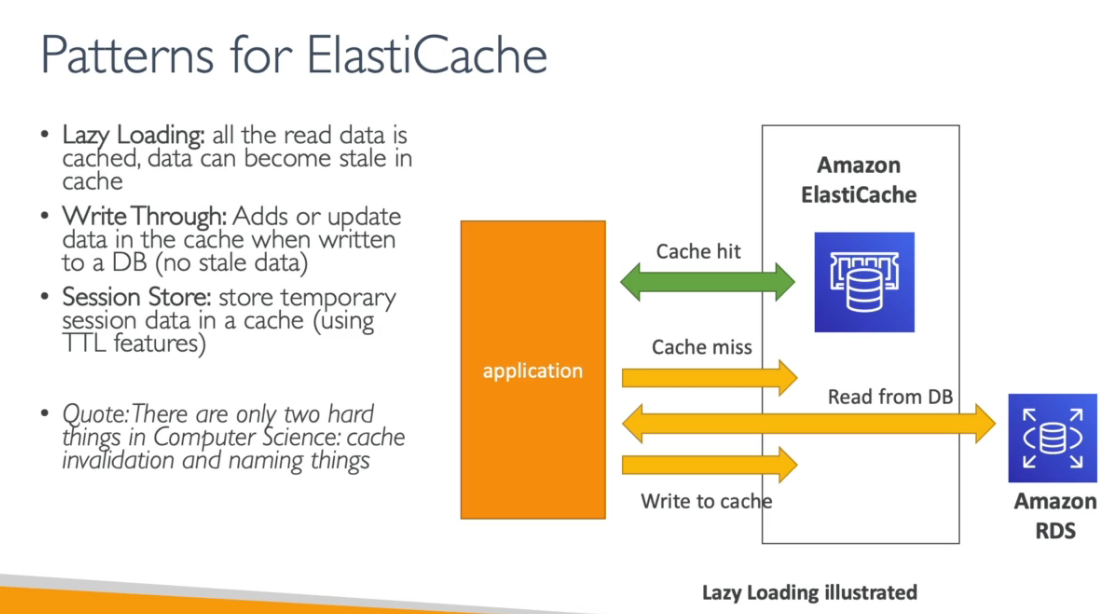 Patterns for ElastiCache
• Lazy Loading: all the read data is
cached, data can become stale in
cache
• Write Through: Adds or update
data in the cache when written
to a DB (no stale data)
• Session Store: store temporary
session data in a cache (using
TTL features)
• Quote: There are only two hard
things in Computer Science: cache
invalidation and naming things
application
Cache hit
Cache miss
Read from DB
Write to cache
Amazon
ElastiCache
Amazon
RDS
Lazy Loading illustrated